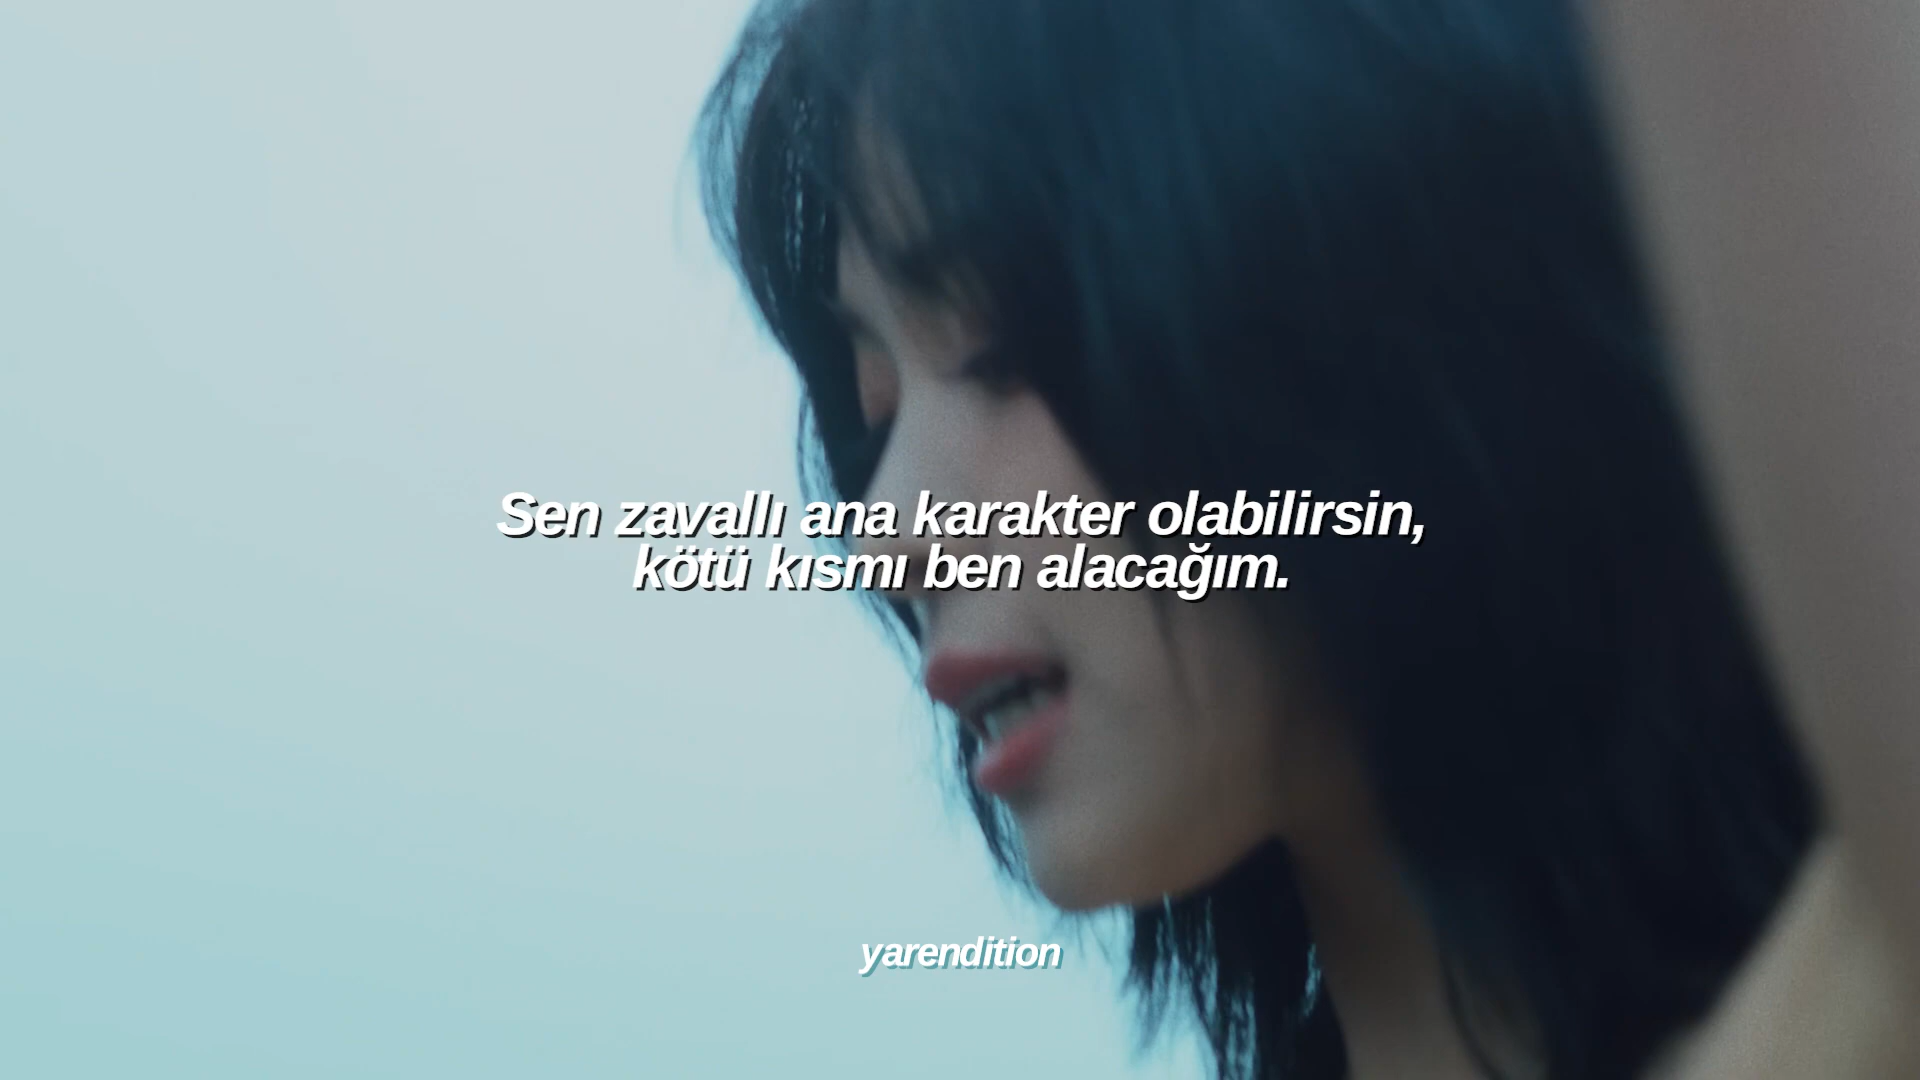 Sen zavallı ana karakter olabilirsin,
kötü kısmı ben alacağım.
yarendition